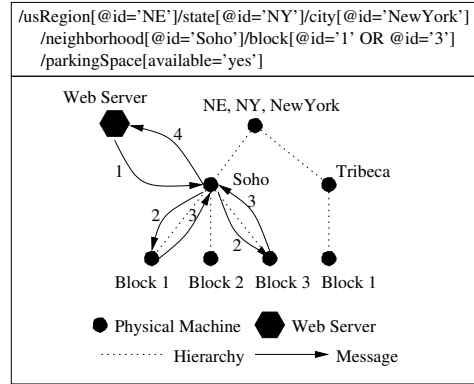 /usRegion[@id='NE']/state[@id='NY']/city[@id='NewYork']
/neighborhood[@id='Soho']/block[@id='1' OR @id='3']
/parkingSpace[available='yes']
Web Server
NE, NY, NewYork
4
1
Soho
Tribeca
2
3
3
2
Block 1
Block 2
Block 3
Block 1
Physical Machine
Web Server
Hierarchy
Message